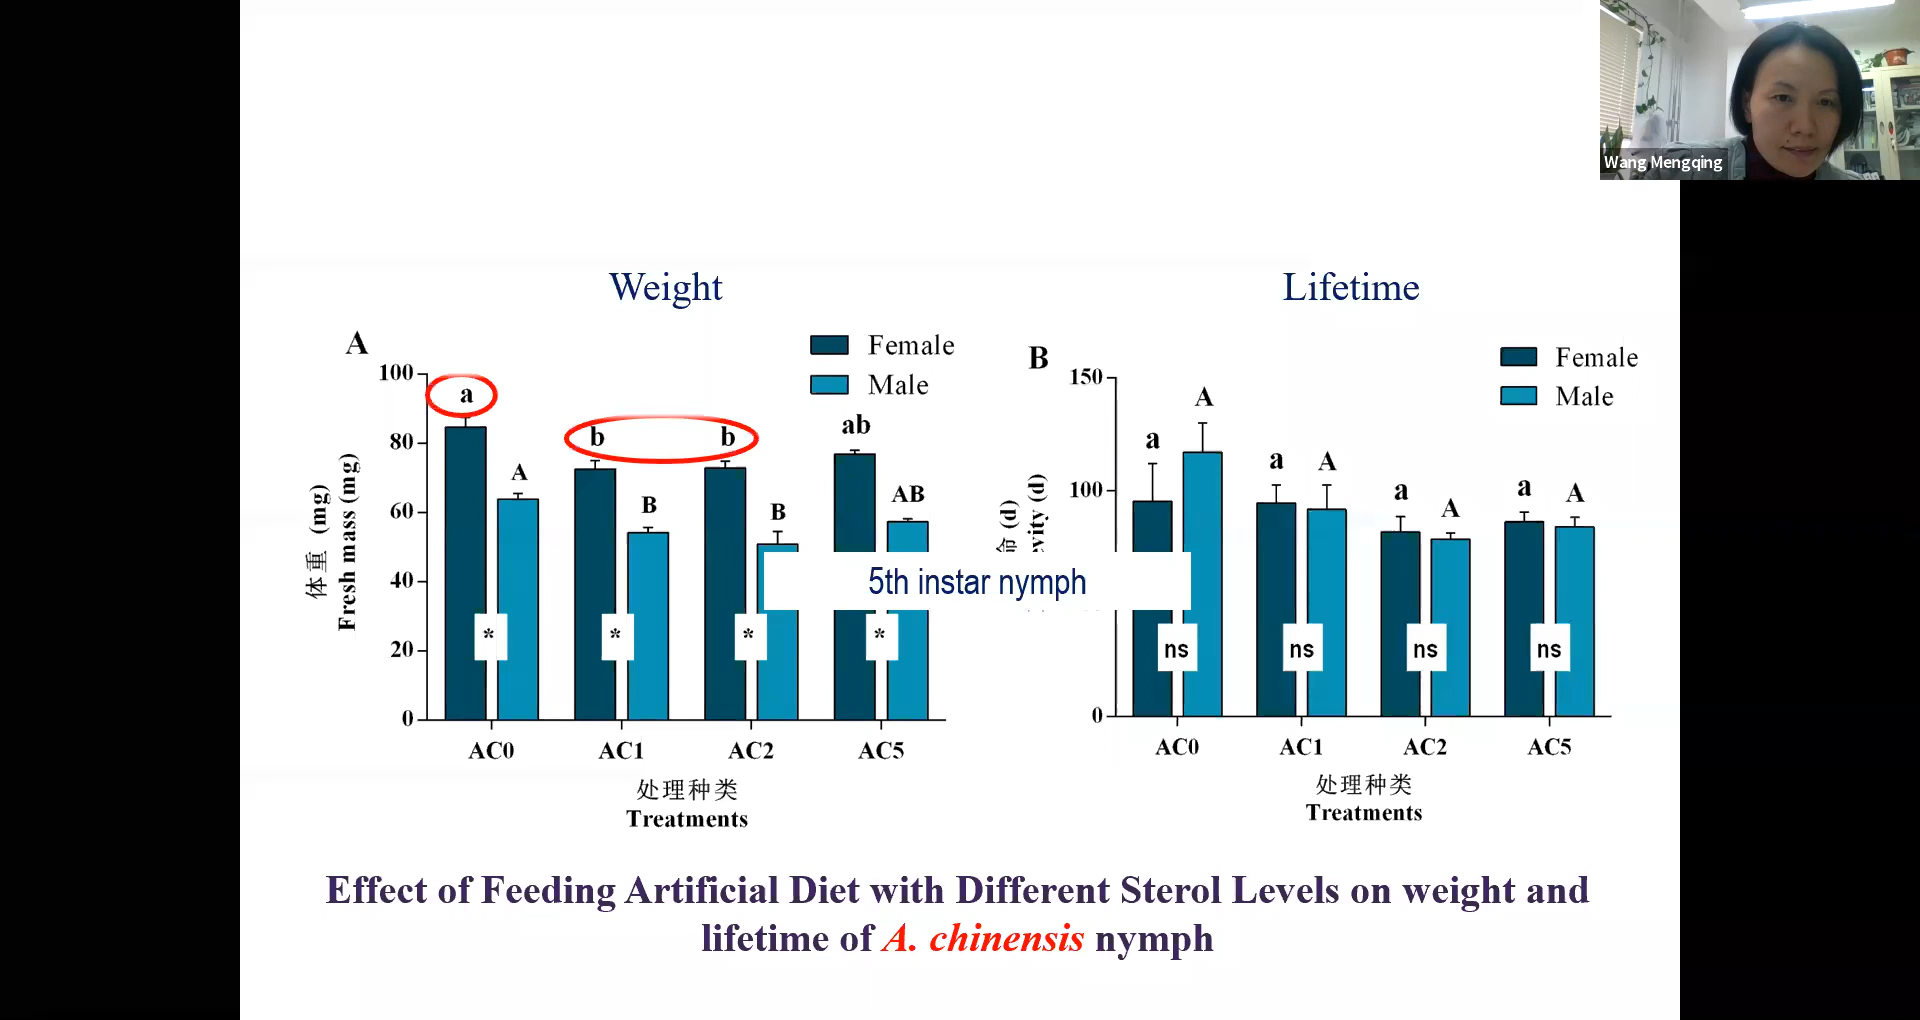 Wang Mengqing
Weight
Lifetime
A
Female
Male
100
80
60
40
20
0
体重 (mg)
Fresh mass (mg)
a
A
b
B
b
B
ab
AB
*
*
*
*
AC0
AC1
AC2
AC5
处理种类
Treatments
5th instar nymph
B
Female
Male
150
100
0
命 (d)
(d)
a
A
a
A
a
A
a
A
ns
ns
ns
ns
AC0
AC1
AC2
AC5
处理种类
Treatments
Effect of Feeding Artificial Diet with Different Sterol Levels on weight and
lifetime of A. chinensis nymph